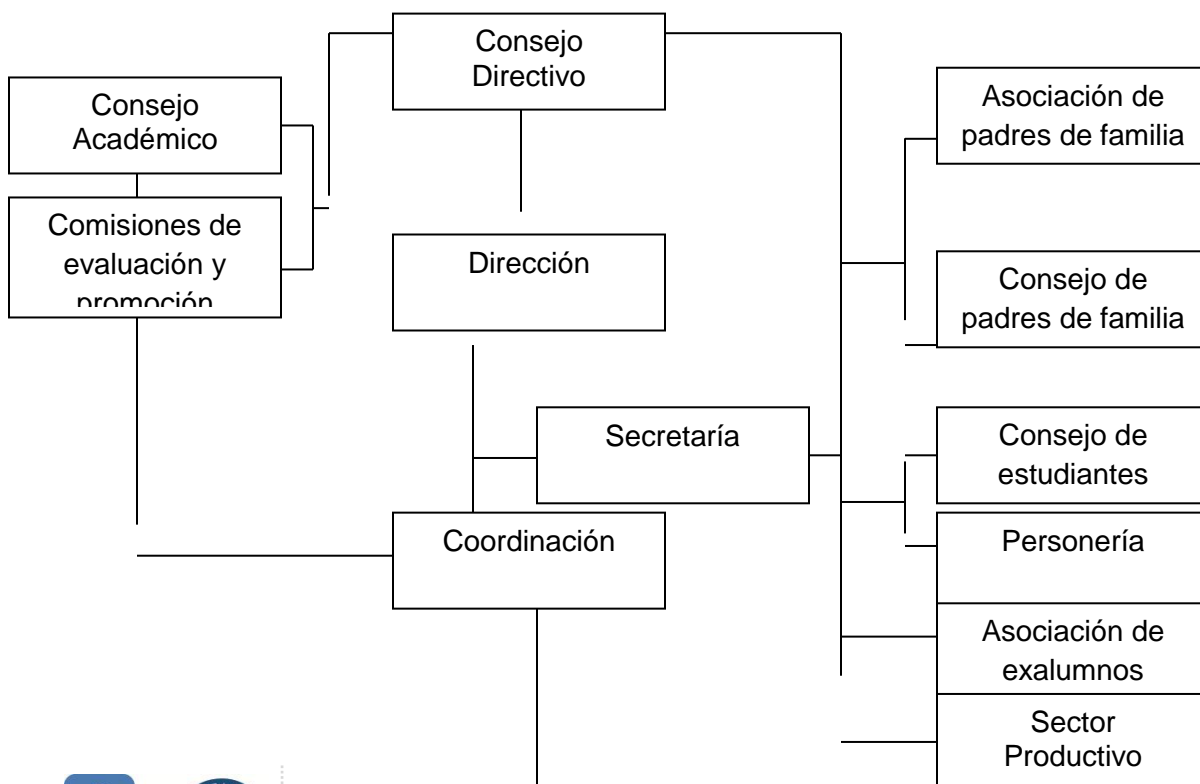 Consejo
Directivo
Consejo
Académico
Asociación de
padres de familia
Comisiones de
evaluación y
promoción
Dirección
Consejo de
padres de familia
Secretaría
Consejo de
estudiantes
Coordinación
Personería
Asociación de
exalumnos
Sector
Productivo